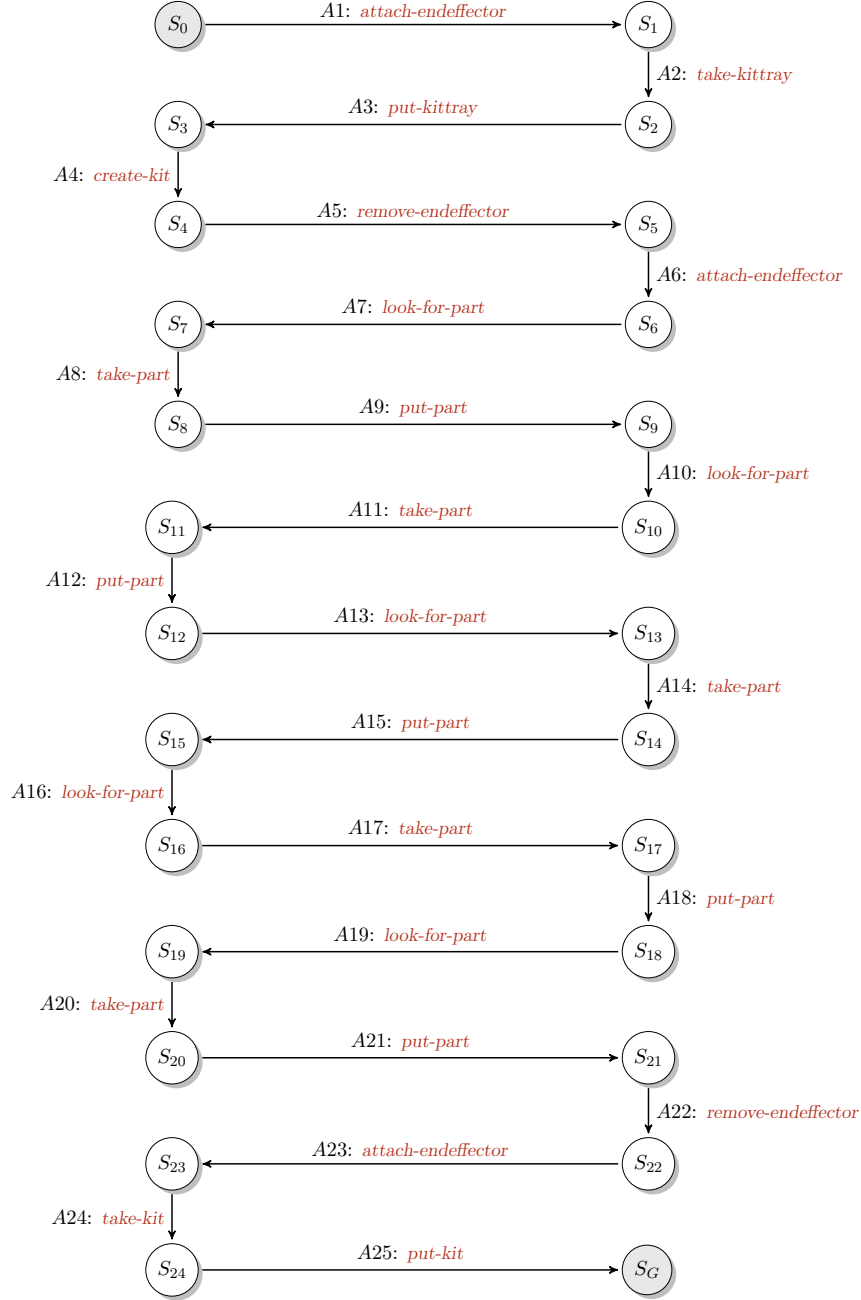 S0 A1: attach-endeffector S1
A2: take-kittray
S3 A3: put-kittray S2
A4: create-kit
S4 A5: remove-endeffector S5
A6: attach-endeffector
S7 A7: look-for-part S6
A8: take-part
S8 A9: put-part S9
A10: look-for-part
S11 A11: take-part S10
A12: put-part
S12 A13: look-for-part S13
A14: take-part
S15 A15: put-part S14
A16: look-for-part
S16 A17: take-part S17
A18: put-part
S19 A19: look-for-part S18
A20: take-part
S20 A21: put-part S21
A22: remove-endeffector
S23 A23: attach-endeffector S22
A24: take-kit
S24 A25: put-kit SG